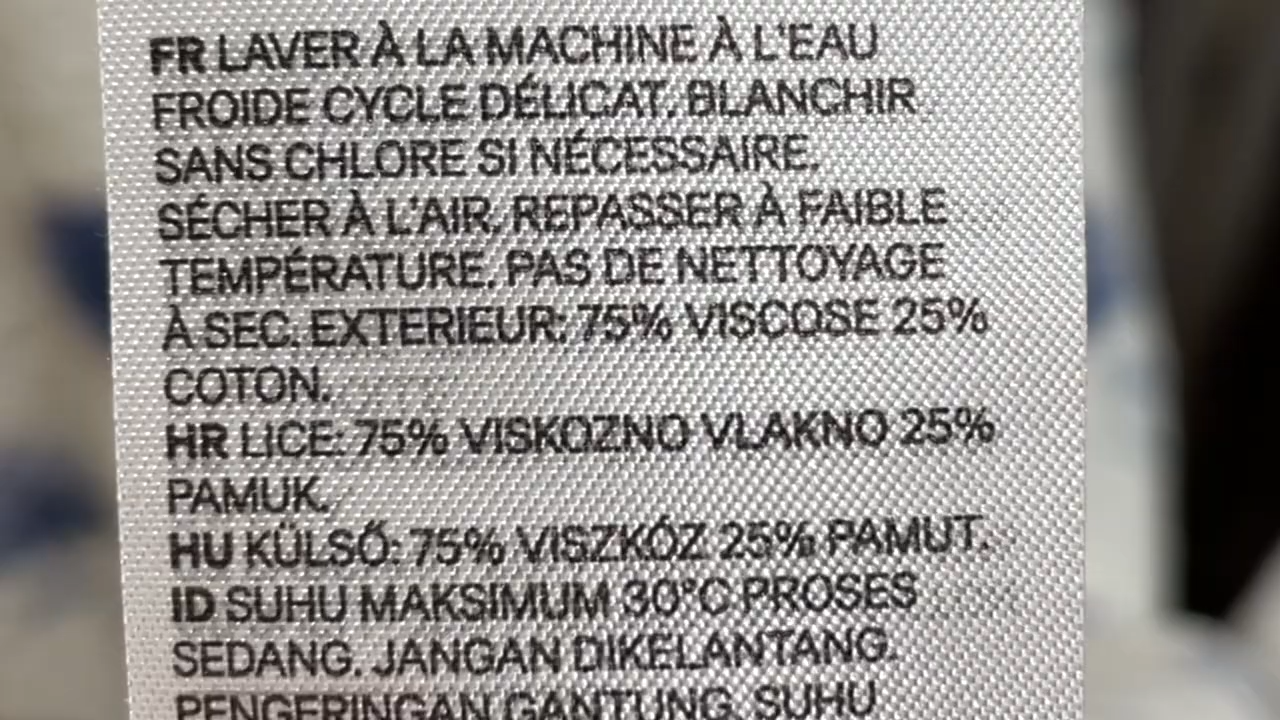 FR LAVER À LA MACHINE À L'EAU
FROIDE CYCLE DÉLICAT. BLANCHIR
SANS CHLORE SI NÉCESSAIRE.
SÉCHER À L'AIR. REPASSER À FAIBLE
TEMPÉRATURE. PAS DE NETTOYAGE
À SEC. EXTERIEUR: 75% VISCOSE 25%
COTON.
HR LICE: 75% VISKOZNO VLAKNO 25%
PAMUK.
HU KÜLSŐ: 75% VISZKÓZ 25% PAMUT.
ID SUHU MAKSIMUM 30°C PROSES
SEDANG. JANGAN DIKELANTANG.
PENGERINGAN GANTUNG. SUHU